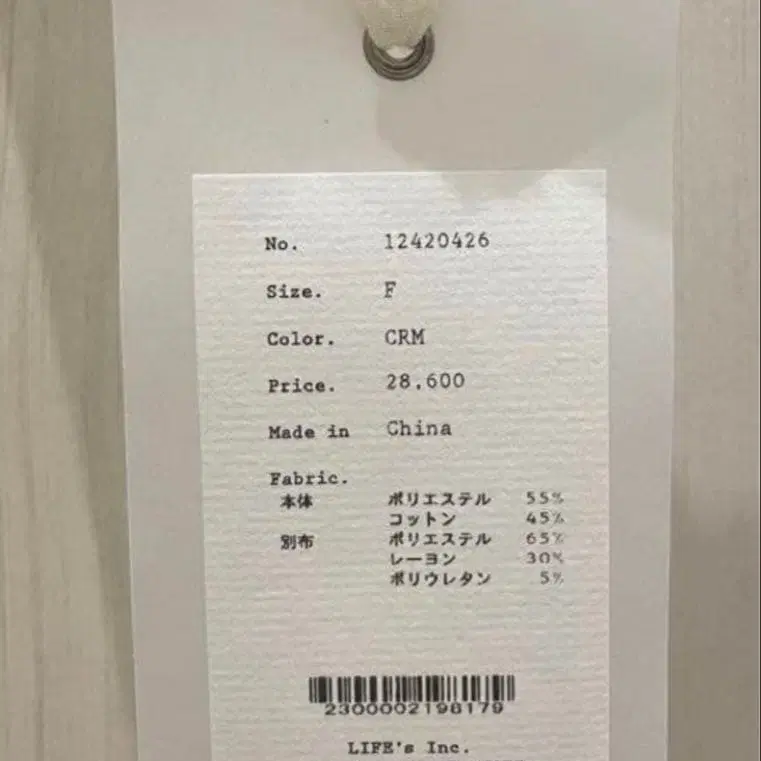 No. 12420426
Size. F
Color. CRM
Price. 28,600
Made in China
Fabric.
本体 ポリエステル 55%
コットン 45%
別布 ポリエステル 65%
レーヨン 30%
ポリウレタン 5%
2300002198179
LIFE's Inc.